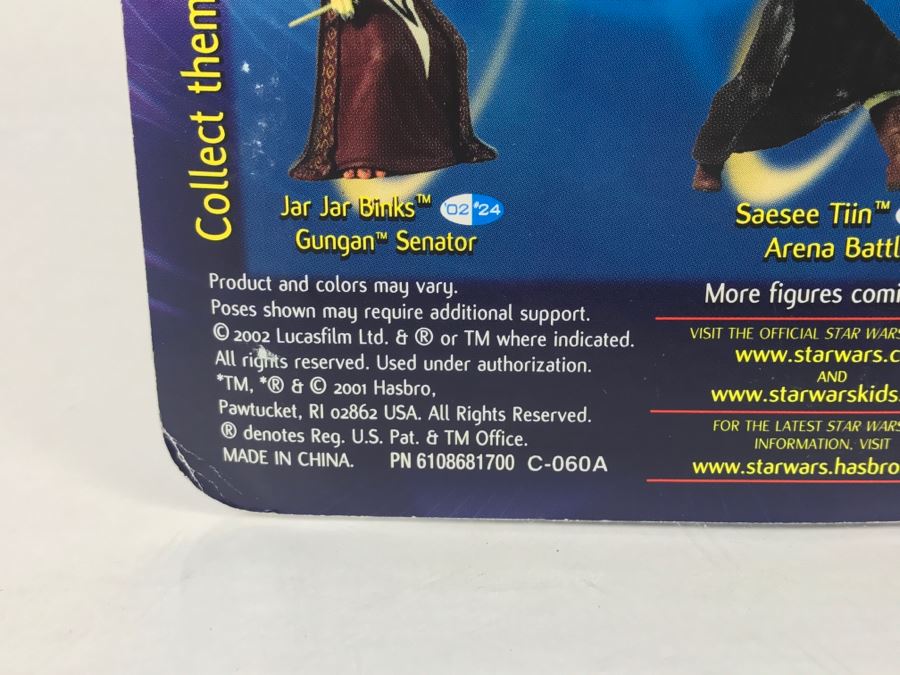 Collect them
Jar Jar Binks™ '02 #24
Gungan™ Senator
Saesee Tiin™
Arena Battl
Product and colors may vary.
Poses shown may require additional support.
© 2002 Lucasfilm Ltd. & ® or TM where indicated.
All rights reserved. Used under authorization.
*TM, *® & © 2001 Hasbro,
Pawtucket, RI 02862 USA. All Rights Reserved.
® denotes Reg. U.S. Pat. & TM Office.
MADE IN CHINA. PN 6108681700 C-060A
More figures comi
VISIT THE OFFICIAL STAR WARS
www.starwars.c
AND
www.starwarskids.
FOR THE LATEST STAR WARS
INFORMATION, VISIT
www.starwars.hasbro